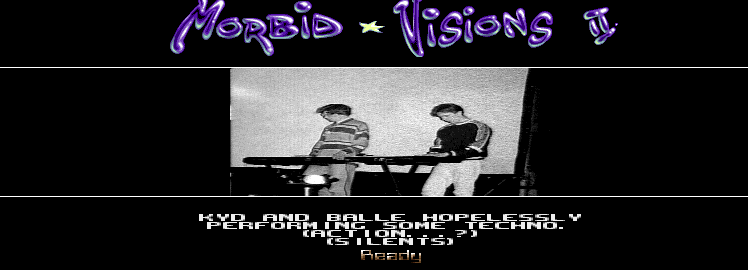 MORBID ★ VISIONS II
KYD AND BALLE HOPELESSLY
PERFORMING SOME TECHNO.
(ACTION...?)
(SILENTS)
Ready